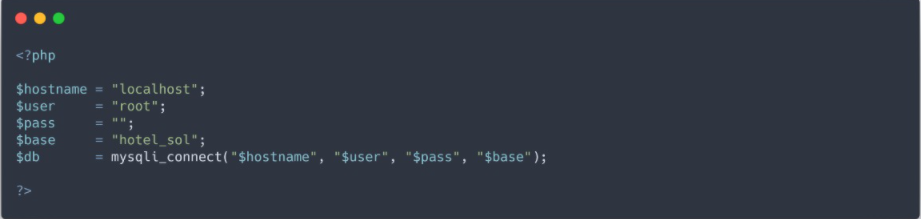 <?php
$hostname = "localhost";
$user     = "root";
$pass     = "";
$base     = "hotel_sol";
$db       = mysqli_connect("$hostname", "$user", "$pass", "$base");
?>